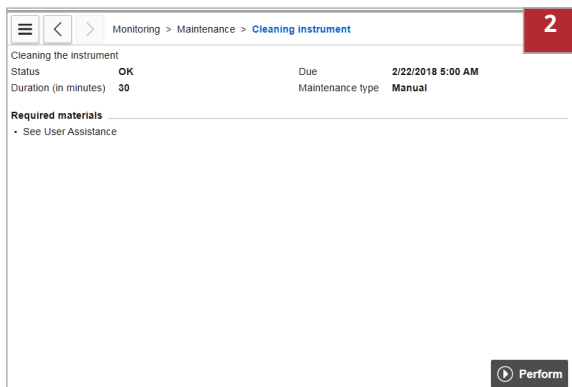 Monitoring > Maintenance > Cleaning instrument
2
Cleaning the instrument
Status OK Due 2/22/2018 5:00 AM
Duration (in minutes) 30 Maintenance type Manual
Required materials
• See User Assistance
Perform